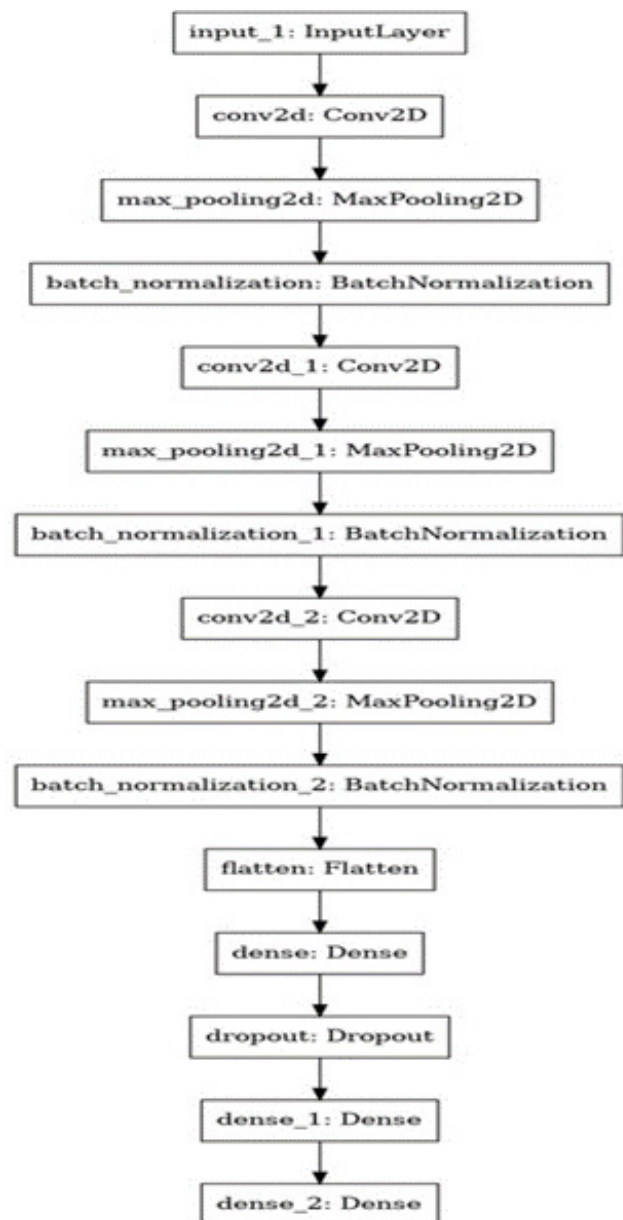 input_1: InputLayer
conv2d: Conv2D
max_pooling2d: MaxPooling2D
batch_normalization: BatchNormalization
conv2d_1: Conv2D
max_pooling2d_1: MaxPooling2D
batch_normalization_1: BatchNormalization
conv2d_2: Conv2D
max_pooling2d_2: MaxPooling2D
batch_normalization_2: BatchNormalization
flatten: Flatten
dense: Dense
dropout: Dropout
dense_1: Dense
dense_2: Dense